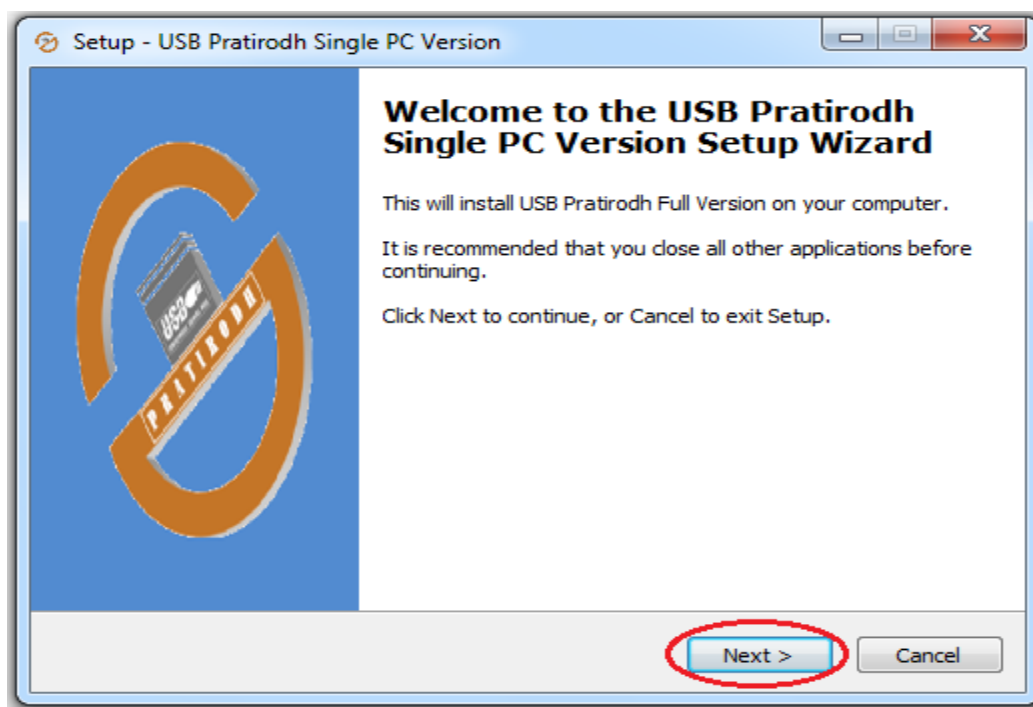 Setup - USB Pratirodh Single PC Version
Welcome to the USB Pratirodh
Single PC Version Setup Wizard
This will install USB Pratirodh Full Version on your computer.
It is recommended that you close all other applications before
continuing.
Click Next to continue, or Cancel to exit Setup.
USB
PRATIRODH
Next >
Cancel